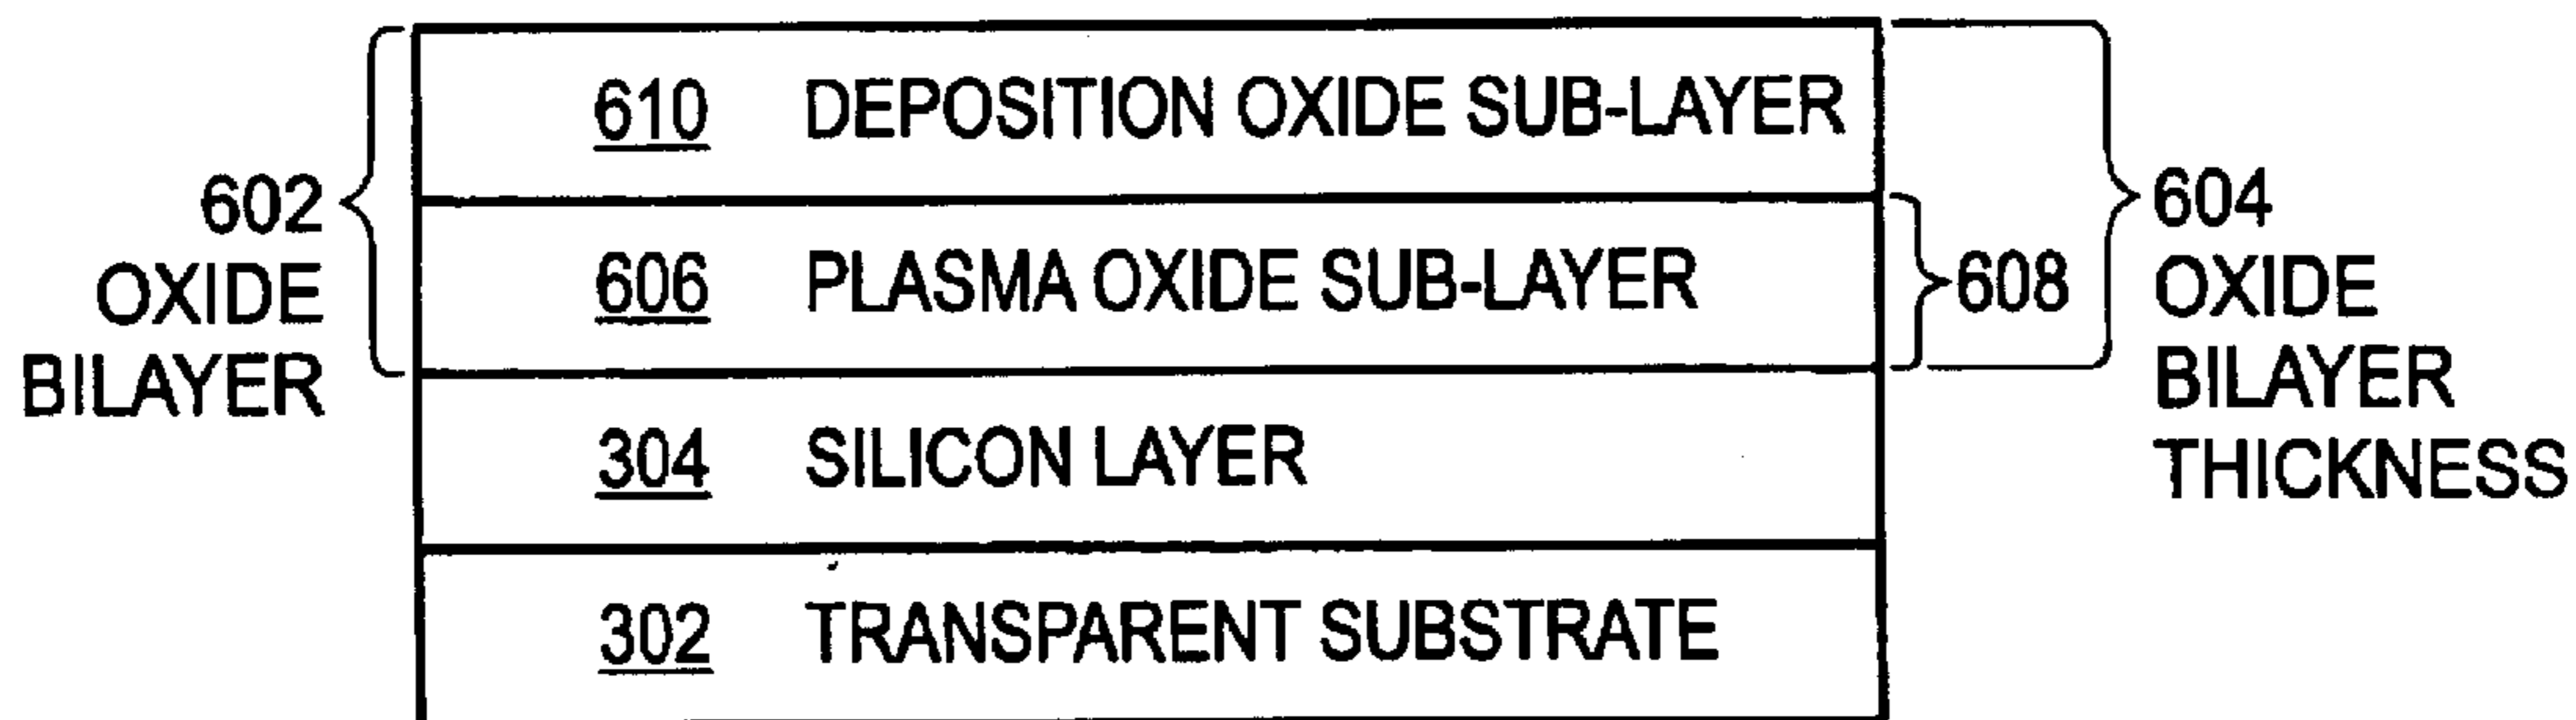 610 DEPOSITION OXIDE SUB-LAYER
602
OXIDE
BILAYER
606 PLASMA OXIDE SUB-LAYER
608
604
OXIDE
BILAYER
THICKNESS
304 SILICON LAYER
302 TRANSPARENT SUBSTRATE